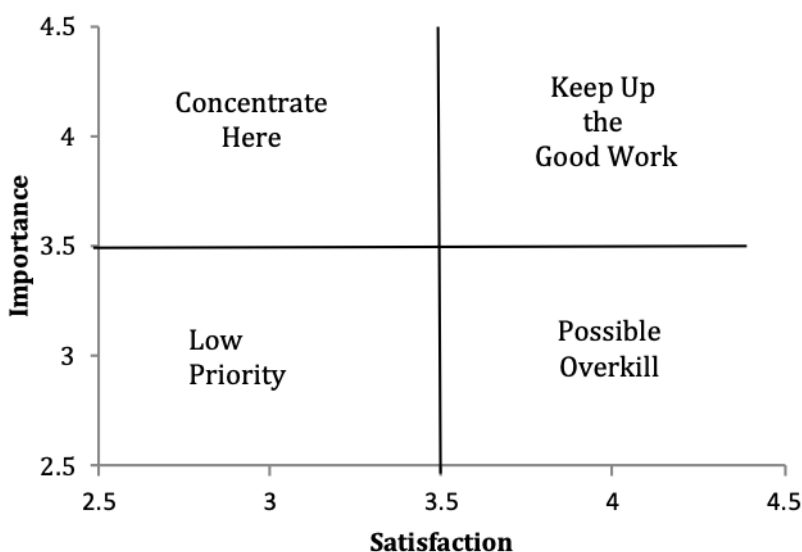 4.5
Concentrate
Here
Keep Up
the
Good Work
4
Importance
3.5
Low
Priority
Possible
Overkill
3
2.5
2.5
3
3.5
4
4.5
Satisfaction